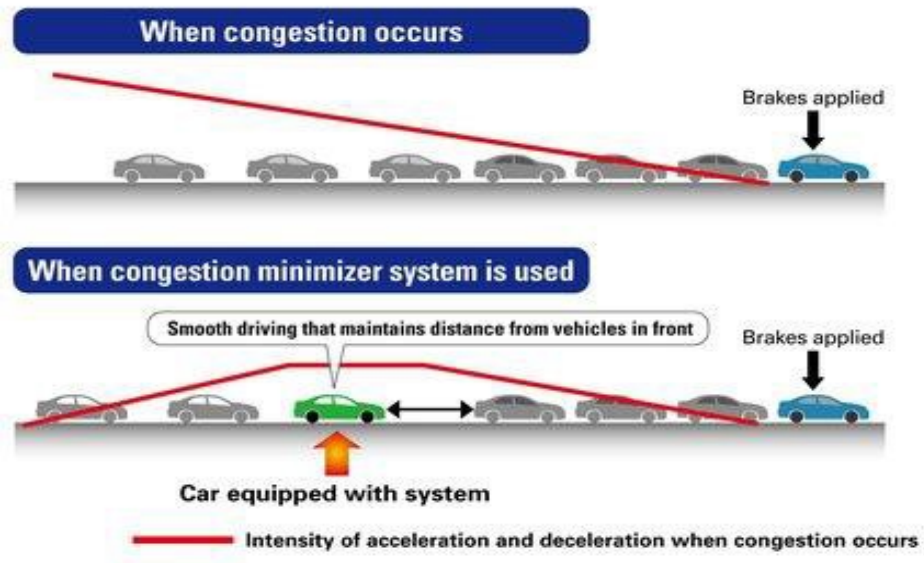 When congestion occurs
Brakes applied
When congestion minimizer system is used
Smooth driving that maintains distance from vehicles in front
Brakes applied
Car equipped with system
Intensity of acceleration and deceleration when congestion occurs